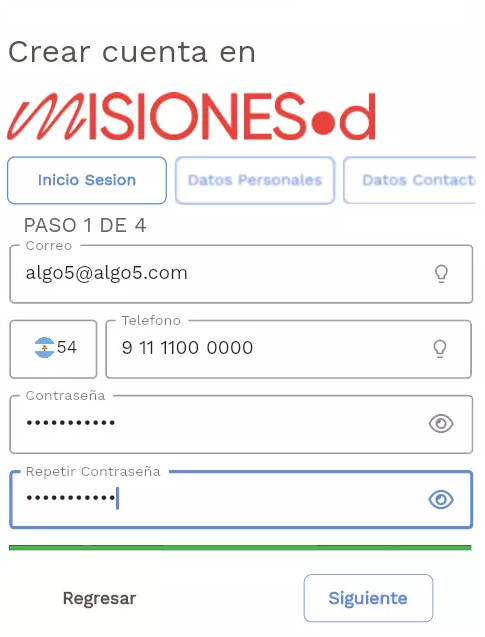 Crear cuenta en
MISIONES.d
Inicio Sesion Datos Personales Datos Contact
PASO 1 DE 4
Correo
algo5@algo5.com
Telefono
54 9 11 1100 0000
Contraseña
•••••••••••
Repetir Contraseña
•••••••••••
Regresar Siguiente